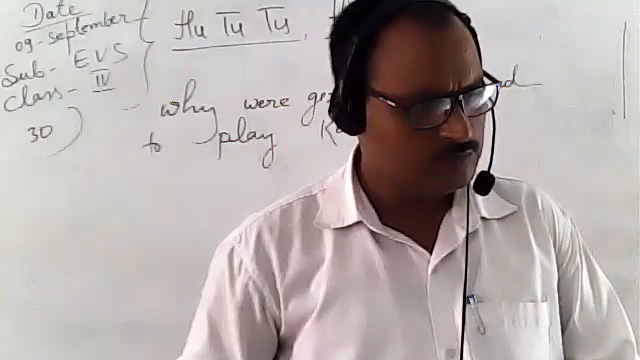 Date
09-september
Sub- EVS
Class- IV
30
Hu Tu Tu
- why were
to play